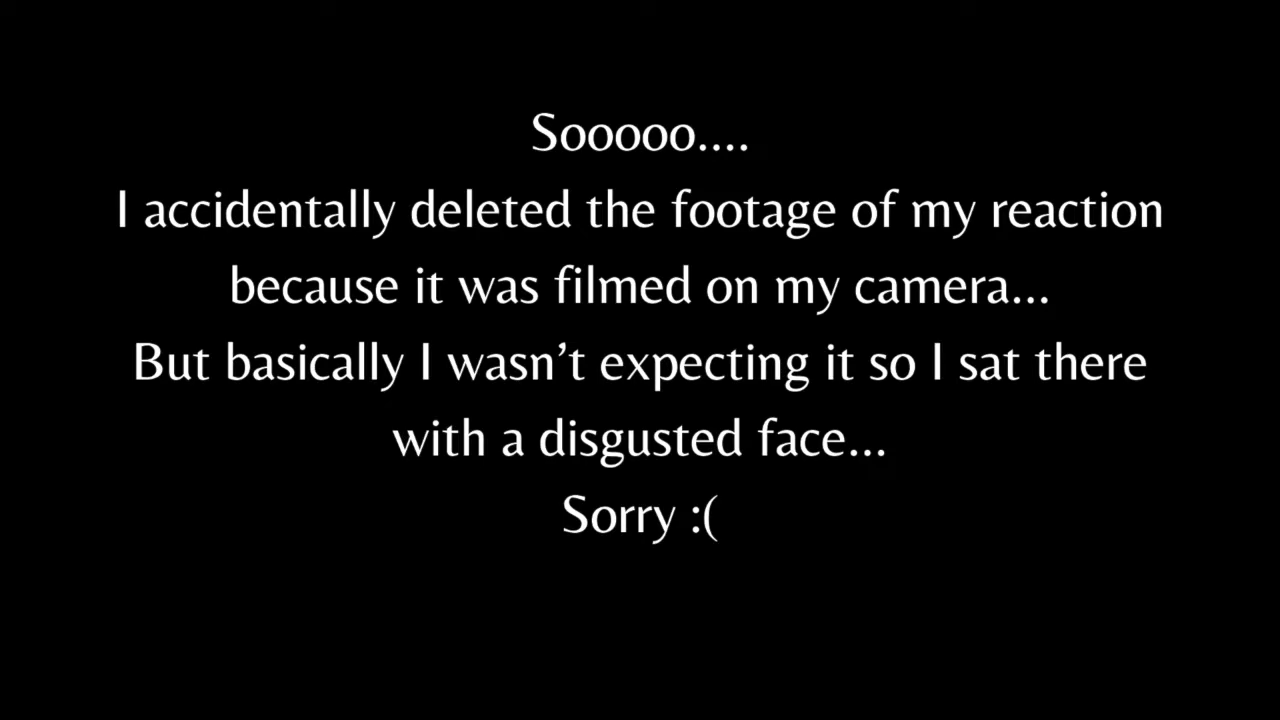 Sooooo....
I accidentally deleted the footage of my reaction
because it was filmed on my camera...
But basically I wasn’t expecting it so I sat there
with a disgusted face...
Sorry :(